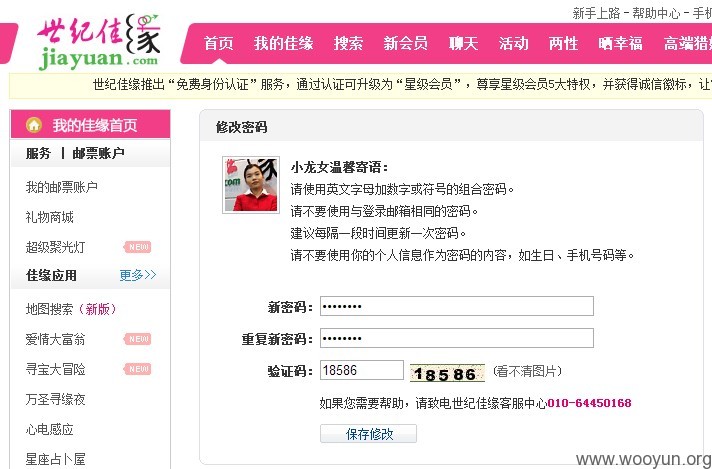 新手上路 - 帮助中心 - 手机
世纪佳缘
jiayuan.com
首页 我的佳缘 搜索 新会员 聊天 活动 两性 晒幸福 高端猎婚
世纪佳缘推出“免费身份认证”服务，通过认证可升级为“星级会员”，尊享星级会员5大特权，并获得诚信徽标，让
我的佳缘首页
服务 | 邮票账户
我的邮票账户
礼物商城
超级聚光灯 NEW
佳缘应用 更多>>
地图搜索（新版）
爱情大富翁 NEW
寻宝大冒险 NEW
万圣寻缘夜
心电感应
星座占卜屋
修改密码
小龙女温馨寄语：
请使用英文字母加数字或符号的组合密码。
请不要使用与登录邮箱相同的密码。
建议每隔一段时间更新一次密码。
请不要使用你的个人信息作为密码的内容，如生日、手机号码等。
新密码： ••••••••
重复新密码： ••••••••
验证码： 18586 18586 (看不清图片)
如果您需要帮助，请致电世纪佳缘客服中心010-64450168
保存修改
www.wooyun.org